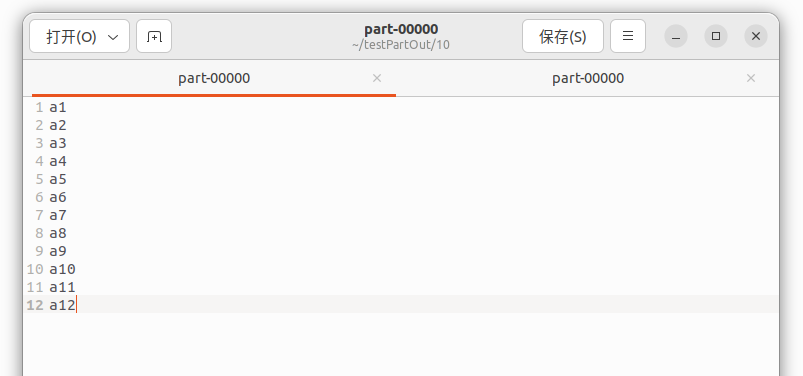 打开(O)
part-00000
~/testPartOut/10
保存(S)
part-00000
part-00000
1 a1
2 a2
3 a3
4 a4
5 a5
6 a6
7 a7
8 a8
9 a9
10 a10
11 a11
12 a12